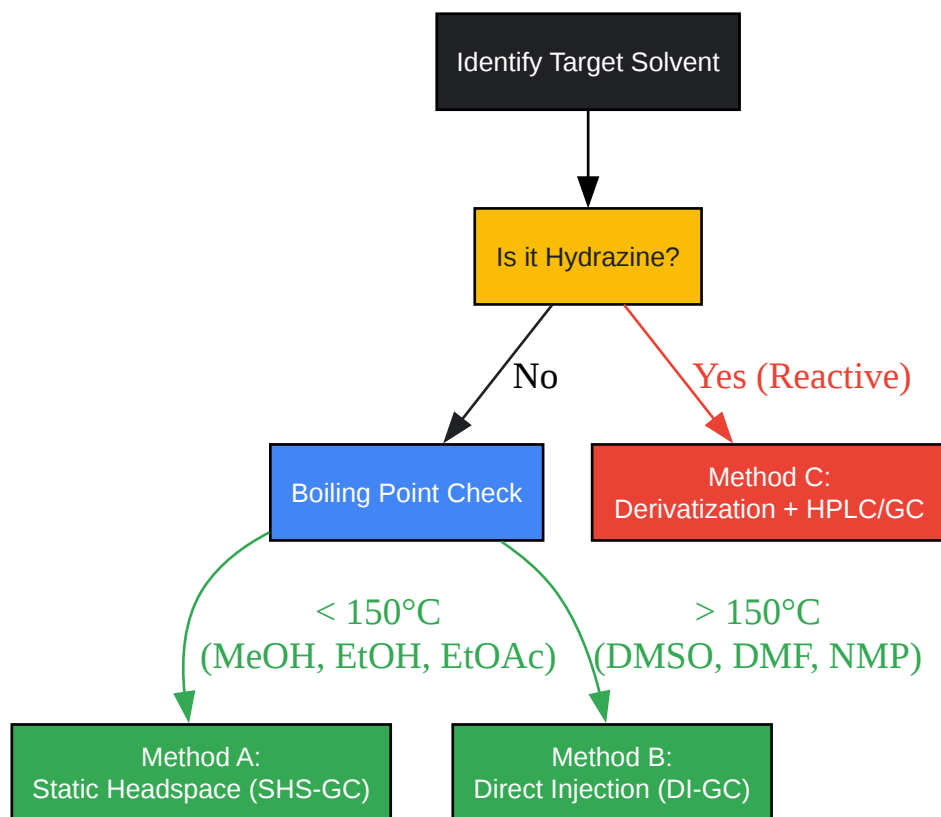 Identify Target Solvent
Is it Hydrazine?
No
Yes (Reactive)
Boiling Point Check
Method C:
Derivatization + HPLC/GC
< 150°C
(MeOH, EtOH, EtOAc)
> 150°C
(DMSO, DMF, NMP)
Method A:
Static Headspace (SHS-GC)
Method B:
Direct Injection (DI-GC)